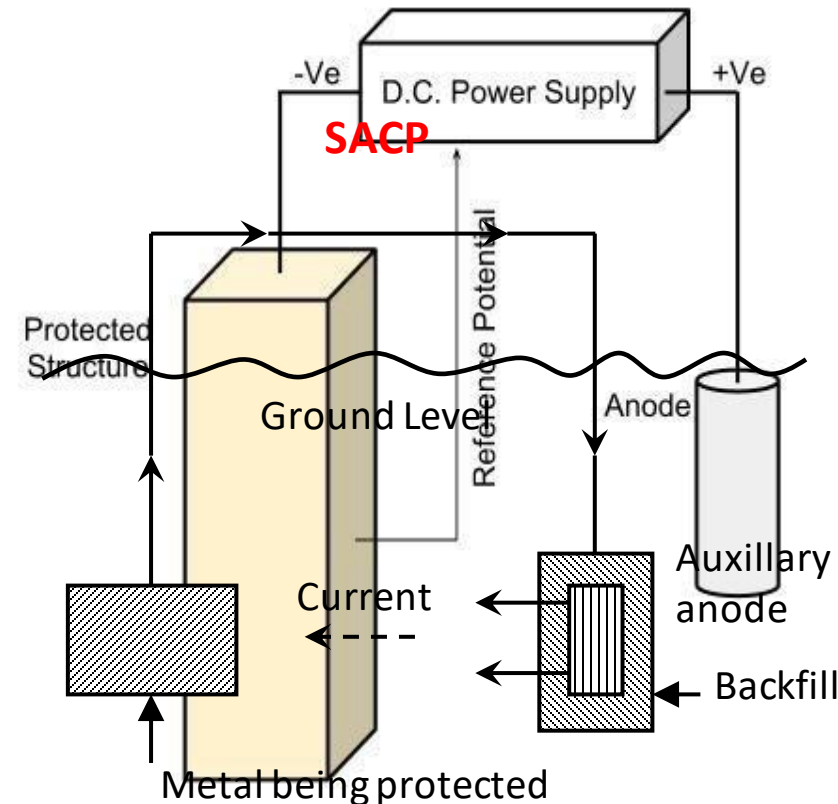 -Ve
D.C. Power Supply
+Ve
SACP
Reference Potential
Protected
Structure
Ground Level
Anode
Auxillary
anode
Current
Backfill
Metal being protected